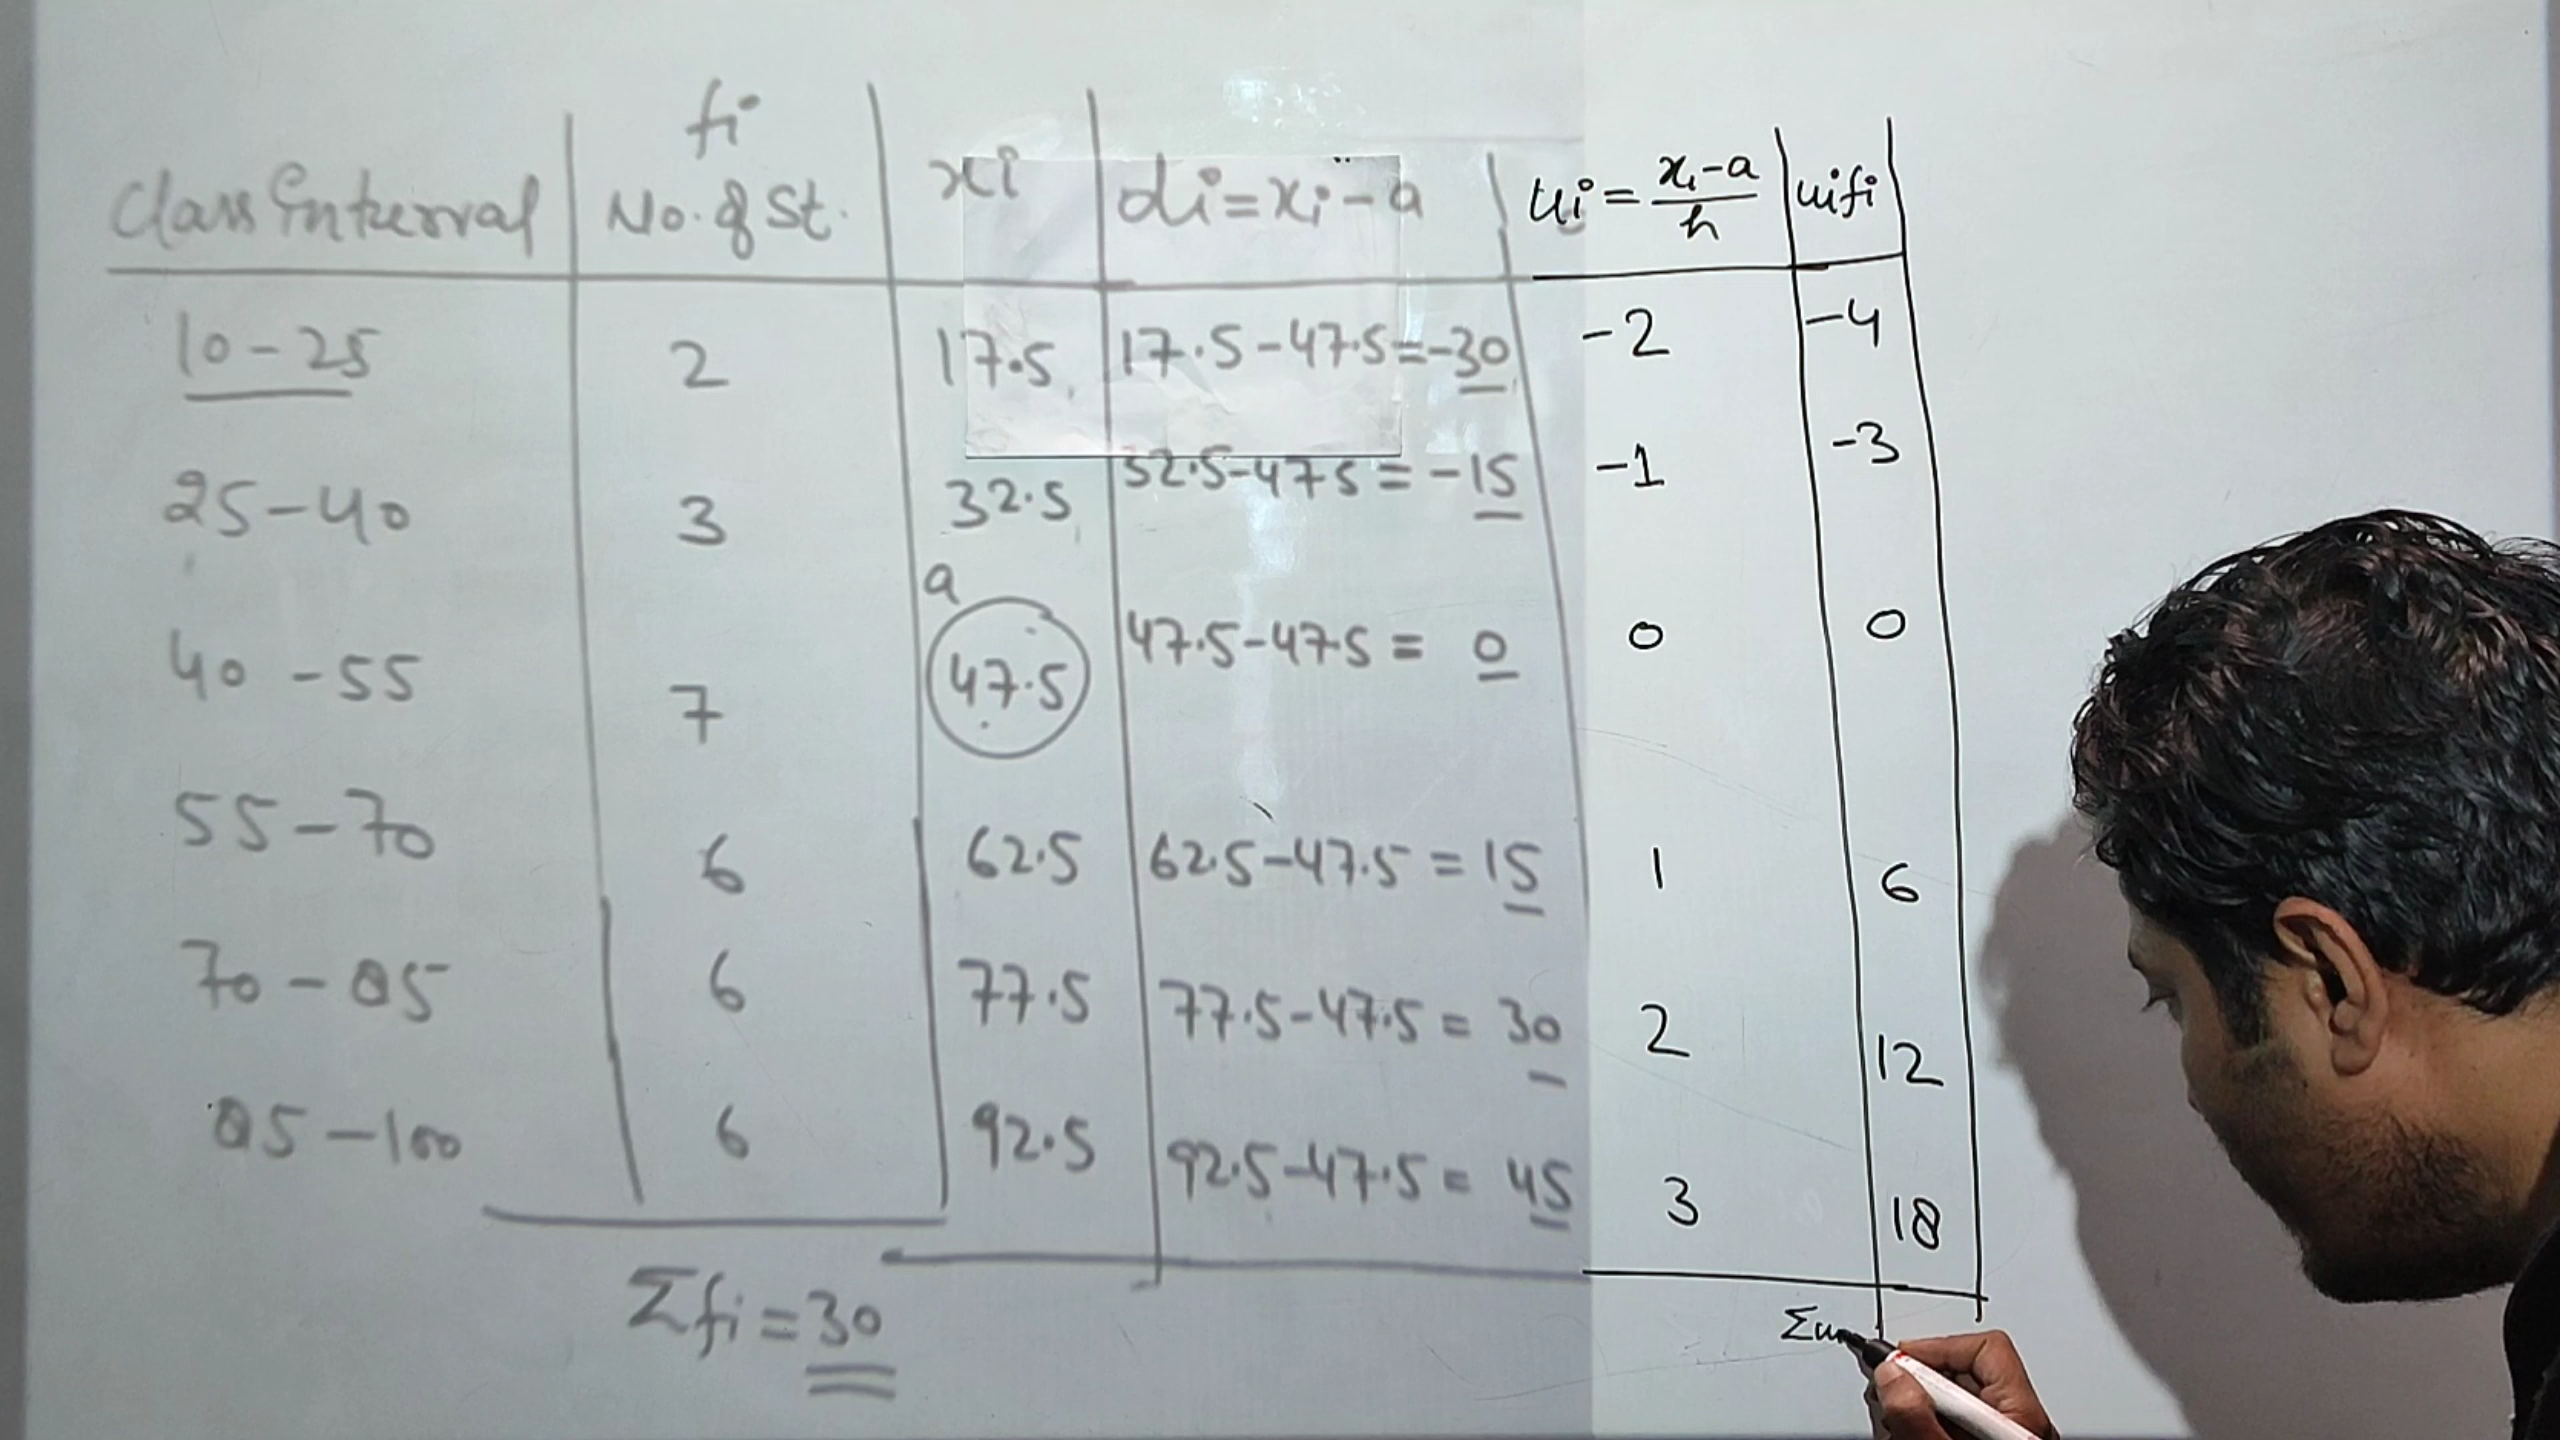 fi
Class Interval No. of St. xi di = xi - a ui = xi - a / h uifi
10 - 25 2 17.5 17.5 - 47.5 = -30 -2 -4
25 - 40 3 32.5 32.5 - 47.5 = -15 -1 -3
a
40 - 55 7 47.5 47.5 - 47.5 = 0 0 0
55 - 70 6 62.5 62.5 - 47.5 = 15 1 6
70 - 85 6 77.5 77.5 - 47.5 = 30 2 12
85 - 100 6 92.5 92.5 - 47.5 = 45 3 18
Σfi = 30 Σu